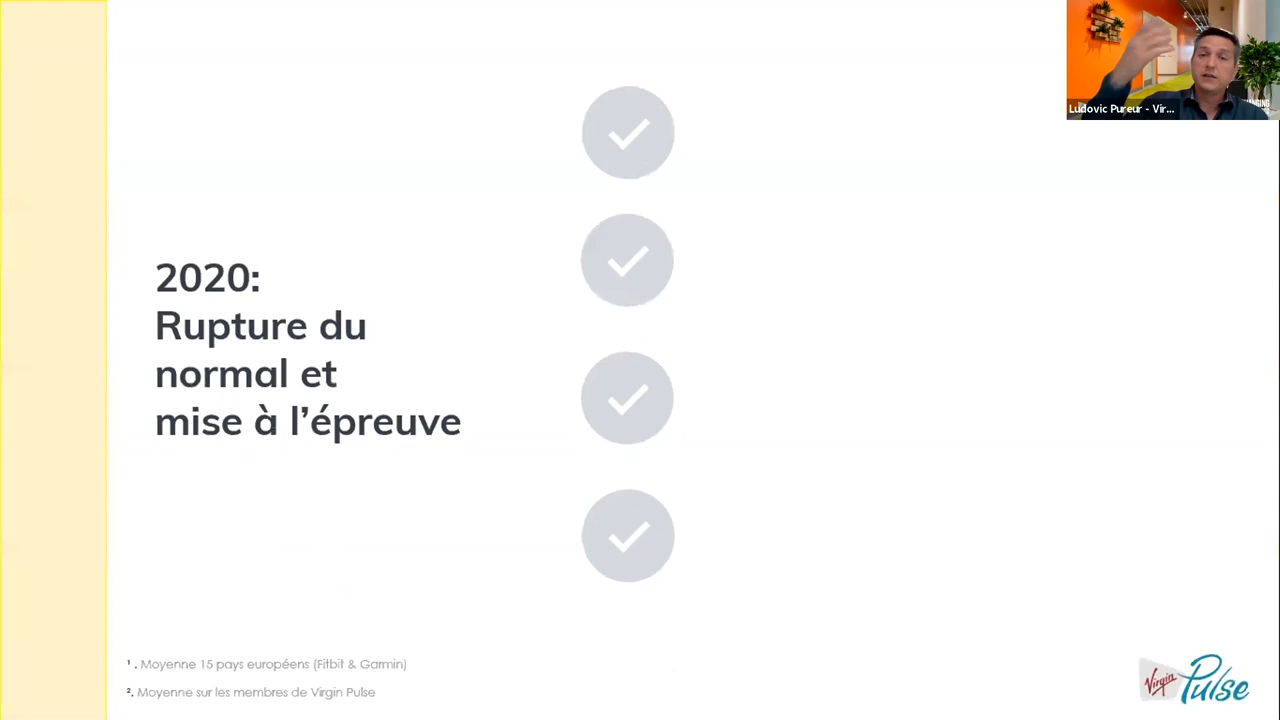 2020:
Rupture du
normal et
mise à l’épreuve
¹ . Moyenne 15 pays européens (Fitbit & Garmin)
². Moyenne sur les membres de Virgin Pulse
Ludovic Pureur - Vir...
Virgin Pulse